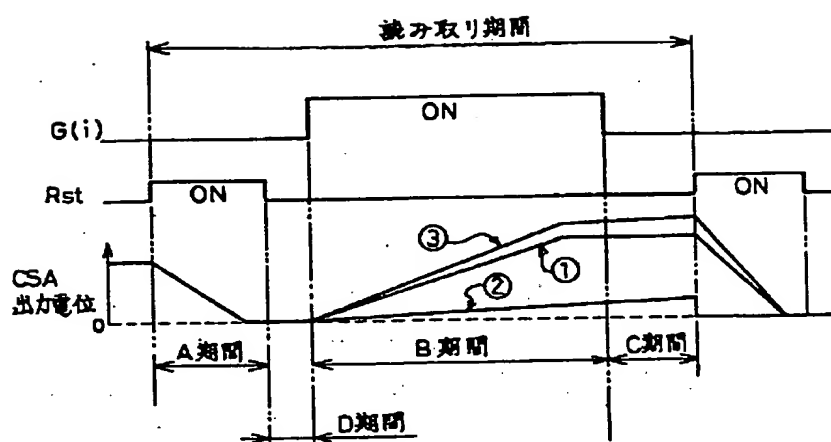 読み取り期間
G(i)
ON
Rst
ON
ON
③
①
②
CSA
出力電位
0
A期間
B期間
C期間
D期間